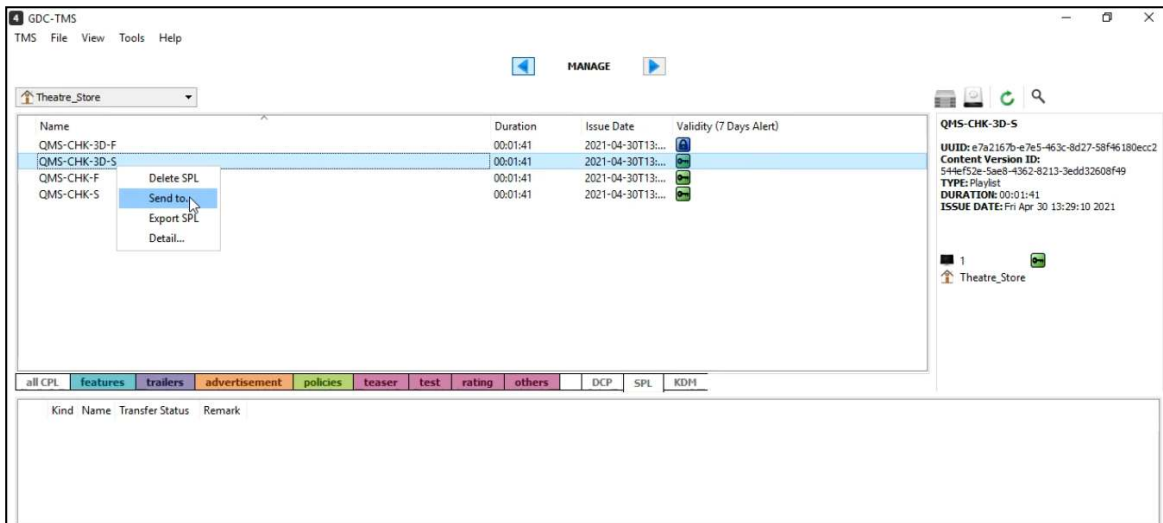 GDC-TMS
TMS File View Tools Help
MANAGE
Theatre_Store
Name Duration Issue Date Validity (7 Days Alert)
QMS-CHK-3D-F 00:01:41 2021-04-30T13:...
QMS-CHK-3D-S 00:01:41 2021-04-30T13:...
QMS-CHK-F 00:01:41 2021-04-30T13:...
QMS-CHK-S 00:01:41 2021-04-30T13:...
Delete SPL
Send to...
Export SPL
Detail...
QMS-CHK-3D-S
UUID: e7a2167b-e7e5-463c-8d27-58f46180ecc2
Content Version ID:
544ef52e-5ae8-4362-8213-3edd32608f49
TYPE: Playlist
DURATION: 00:01:41
ISSUE DATE: Fri Apr 30 13:29:10 2021
1
Theatre_Store
all CPL features trailers advertisement policies teaser test rating others DCP SPL KDM
Kind Name Transfer Status Remark